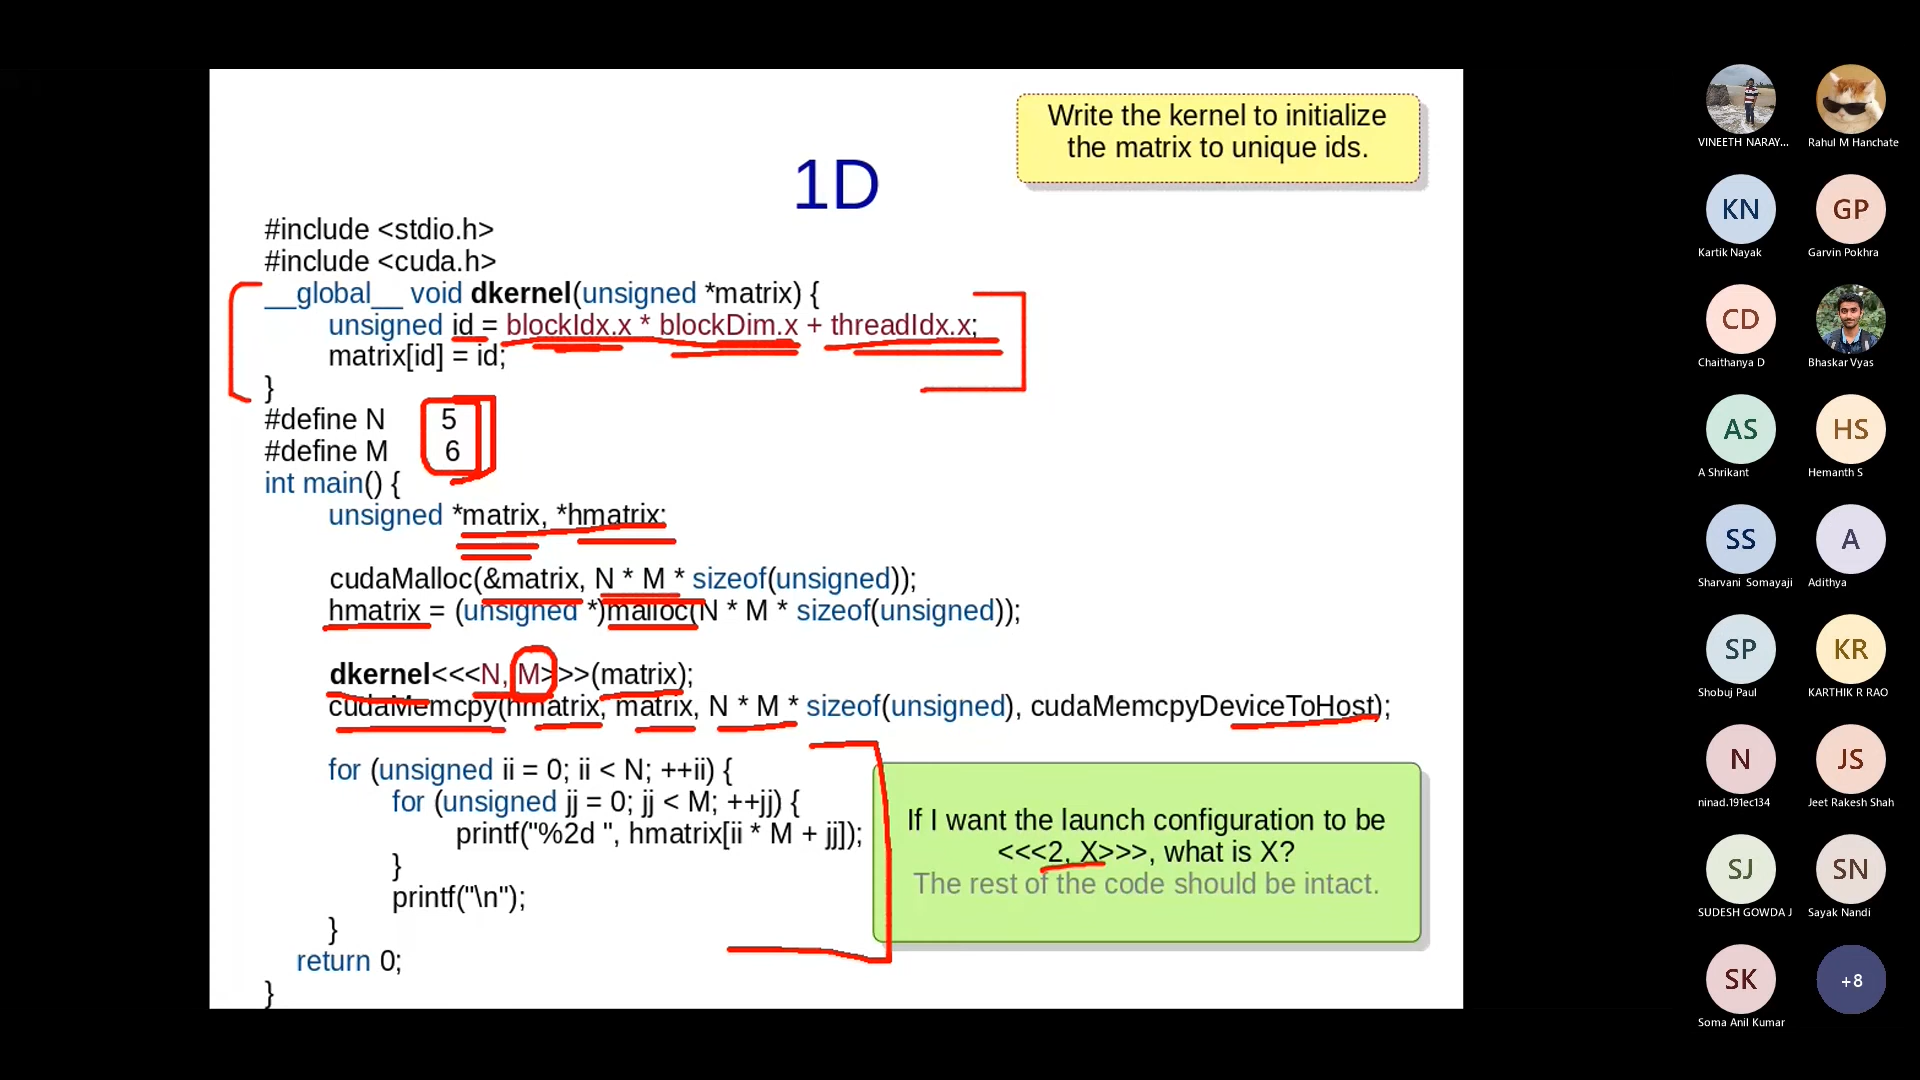 Write the kernel to initialize
the matrix to unique ids.
1D
#include <stdio.h>
#include <cuda.h>
__global__ void dkernel(unsigned *matrix) {
unsigned id = blockIdx.x * blockDim.x + threadIdx.x;
matrix[id] = id;
}
#define N 5
#define M 6
int main() {
unsigned *matrix, *hmatrix;
cudaMalloc(&matrix, N * M * sizeof(unsigned));
hmatrix = (unsigned *)malloc(N * M * sizeof(unsigned));
dkernel<<<N, M>>>(matrix);
cudaMemcpy(hmatrix, matrix, N * M * sizeof(unsigned), cudaMemcpyDeviceToHost);
for (unsigned ii = 0; ii < N; ++ii) {
for (unsigned jj = 0; jj < M; ++jj) {
printf("%2d ", hmatrix[ii * M + jj]);
}
printf("\n");
}
return 0;
}
If I want the launch configuration to be
<<<2, X>>>, what is X?
The rest of the code should be intact.
VINEETH NARAY... Rahul M Hanchate
KN GP
Kartik Nayak Garvin Pokhra
CD
Chaithanya D Bhaskar Vyas
AS HS
A Shrikant Hemanth S
SS A
Sharvani Somayaji Adithya
SP KR
Shobuj Paul KARTHIK R RAO
N JS
ninad.191ec134 Jeet Rakesh Shah
SJ SN
SUDESH GOWDA J Sayak Nandi
SK +8
Soma Anil Kumar